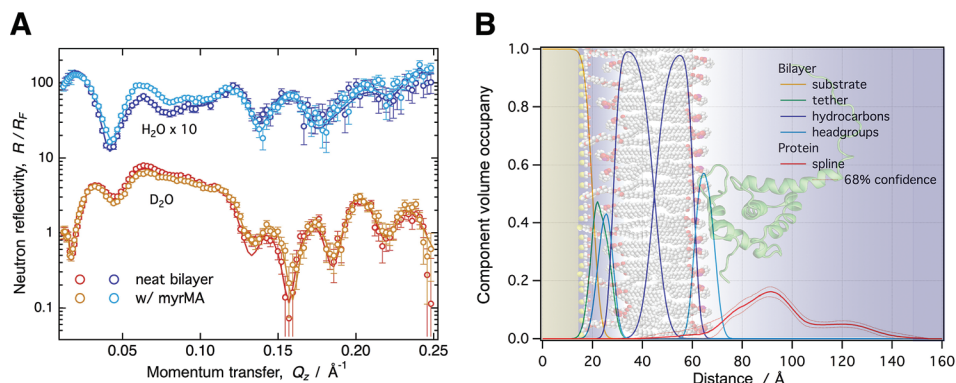 A
Neutron reflectivity, R / R_F
100
10
1
0.1
H₂O x 10
D₂O
neat bilayer
w/ myrMA
0.05
0.10
0.15
0.20
0.25
Momentum transfer, Q_z / Å⁻¹
B
Component volume occupany
1.0
0.8
0.6
0.4
0.2
0.0
Bilayer
substrate
tether
hydrocarbons
headgroups
Protein
spline
68% confidence
0
20
40
60
80
100
120
140
160
Distance / Å